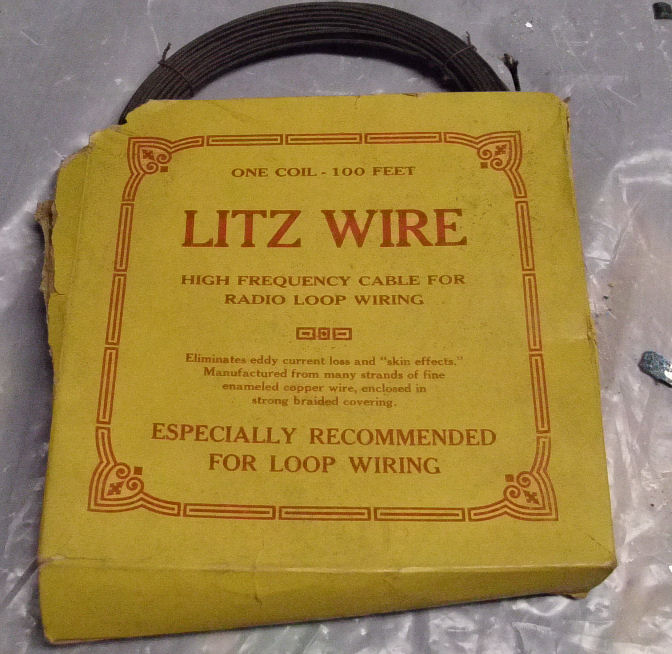 ONE COIL - 100 FEET
LITZ WIRE
HIGH FREQUENCY CABLE FOR
RADIO LOOP WIRING
Eliminates eddy current loss and "skin effects."
Manufactured from many strands of fine
enameled copper wire, enclosed in
strong braided covering.
ESPECIALLY RECOMMENDED
FOR LOOP WIRING